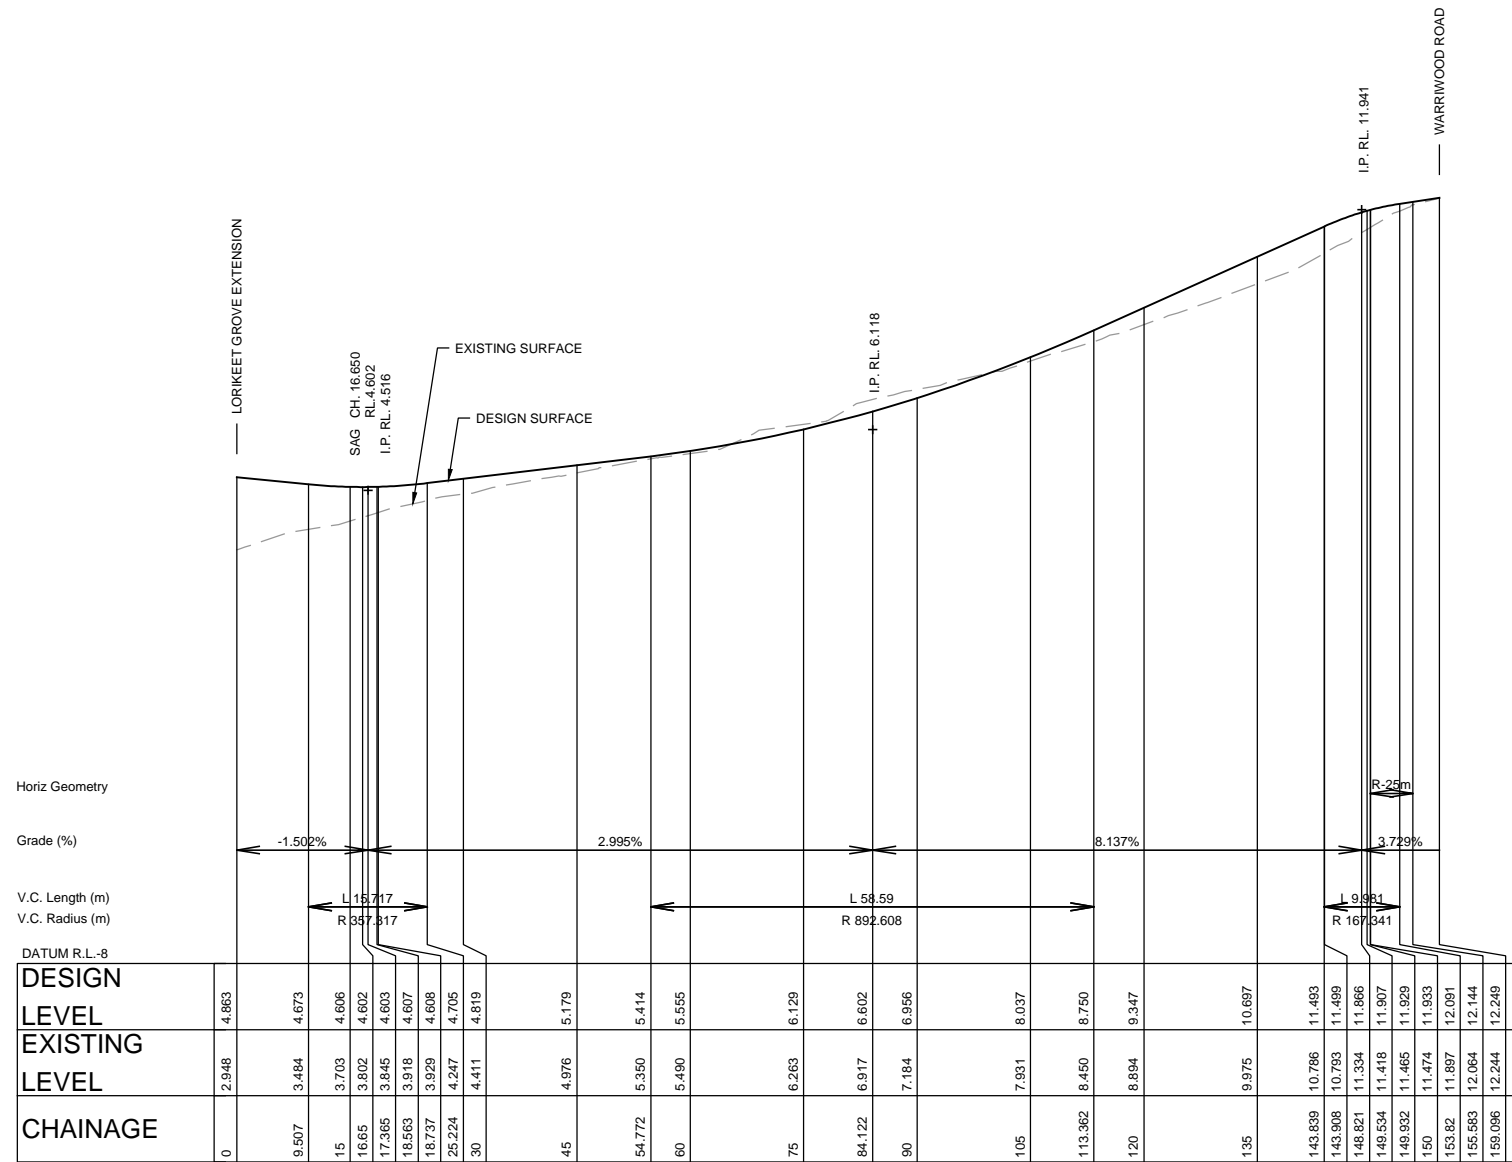 WARRIWOOD ROAD
I.P. RL. 11.941
LORIKEET GROVE EXTENSION
I.P. RL. 6.118
EXISTING SURFACE
SAG CH. 16.650
RL.4.602
I.P. RL. 4.516
DESIGN SURFACE
Horiz Geometry
R-25m
Grade (%)
-1.502% 2.995% 8.137% 3.729%
V.C. Length (m)
L 15.717 L 58.59 L 9.981
V.C. Radius (m)
R 357.317 R 892.608 R 167.341
DATUM R.L.-8
DESIGN
LEVEL
4.863 4.673 4.606 4.602 4.603 4.607 4.608 4.705 4.819 5.179 5.414 5.555 6.129 6.602 6.956 8.037 8.750 9.347 10.697 11.493 11.499 11.866 11.907 11.929 11.933 12.091 12.144 12.249
EXISTING
LEVEL
2.948 3.484 3.703 3.802 3.845 3.918 3.929 4.247 4.411 4.976 5.350 5.490 6.263 6.917 7.184 7.931 8.450 8.894 9.975 10.786 10.793 11.334 11.418 11.465 11.474 11.897 12.064 12.244
CHAINAGE
0 9.507 15 16.65 17.365 18.563 18.737 25.224 30 45 54.772 60 75 84.122 90 105 113.362 120 135 143.839 143.908 148.821 149.534 149.932 150 153.82 155.583 159.096